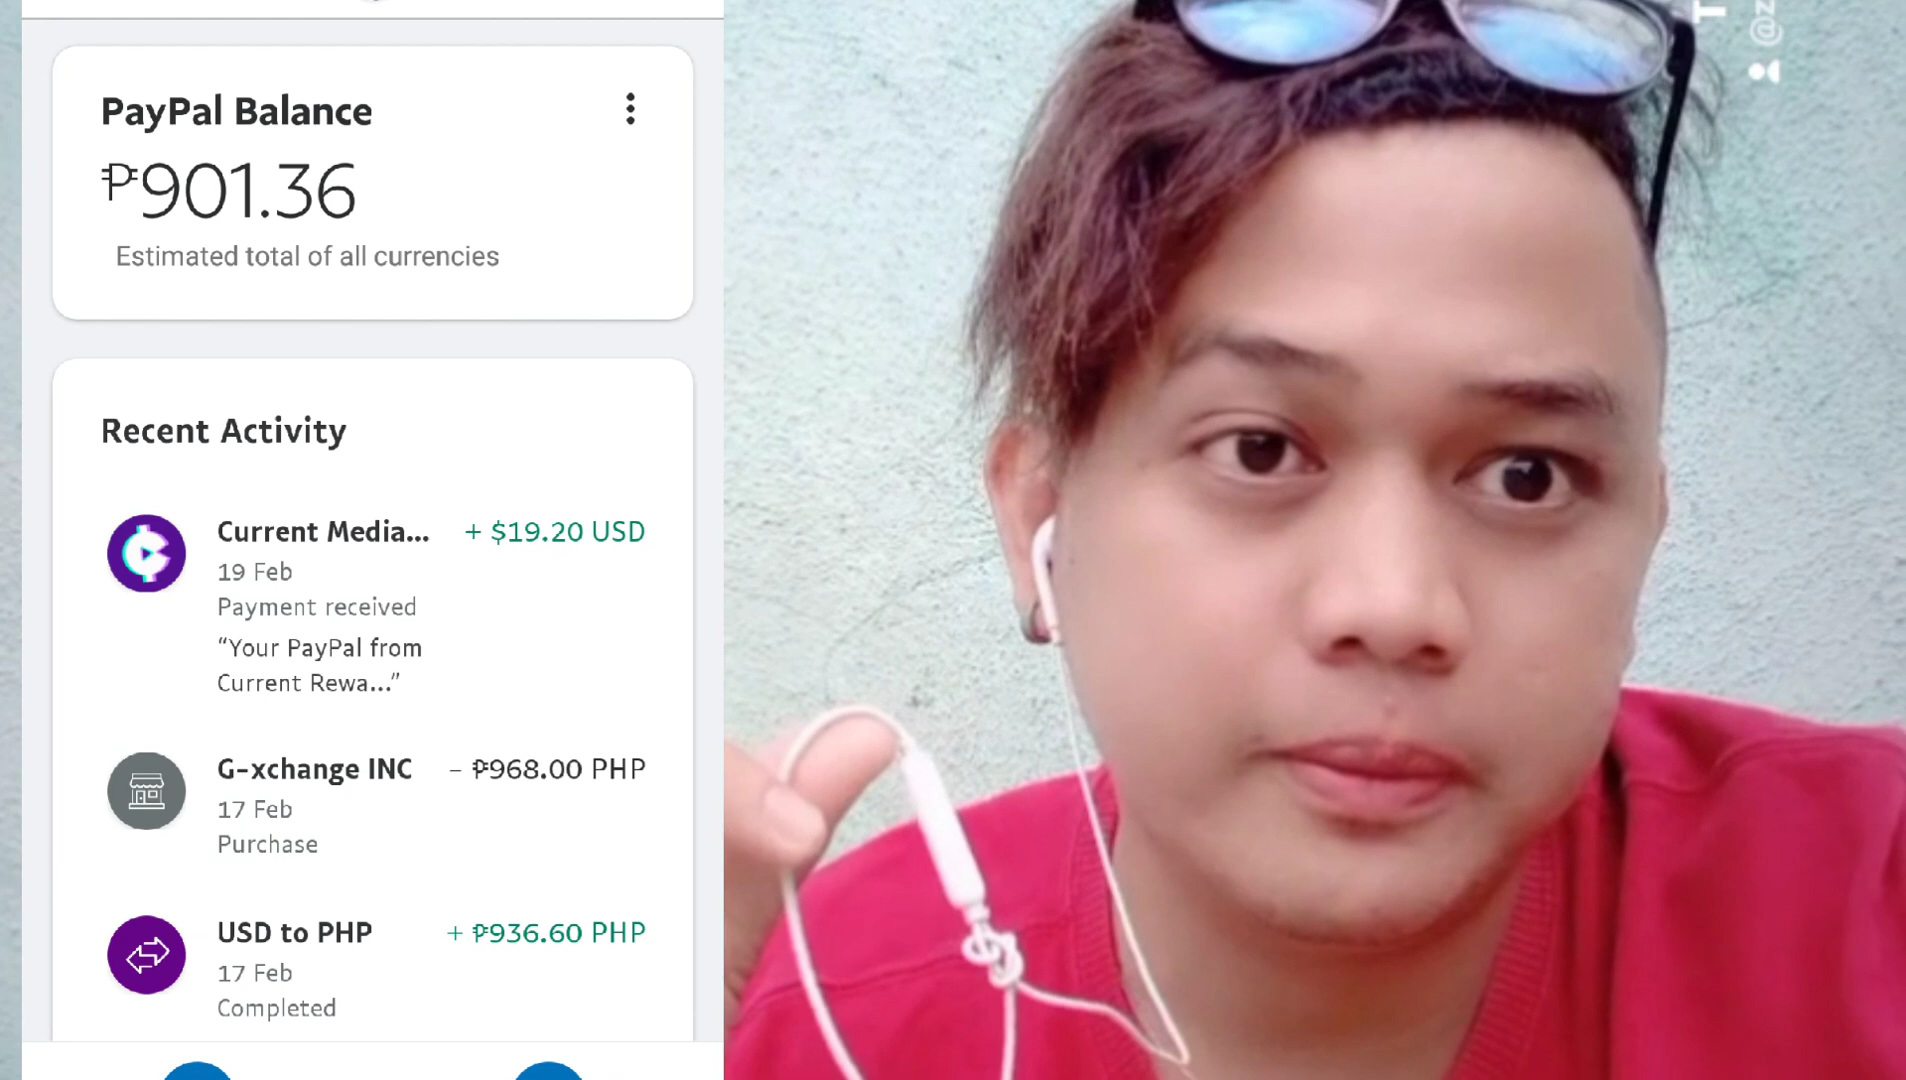 PayPal Balance
₱901.36
Estimated total of all currencies
Recent Activity
Current Media... + $19.20 USD
19 Feb
Payment received
“Your PayPal from
Current Rewa...”
G-xchange INC - ₱968.00 PHP
17 Feb
Purchase
USD to PHP + ₱936.60 PHP
17 Feb
Completed
T
@z